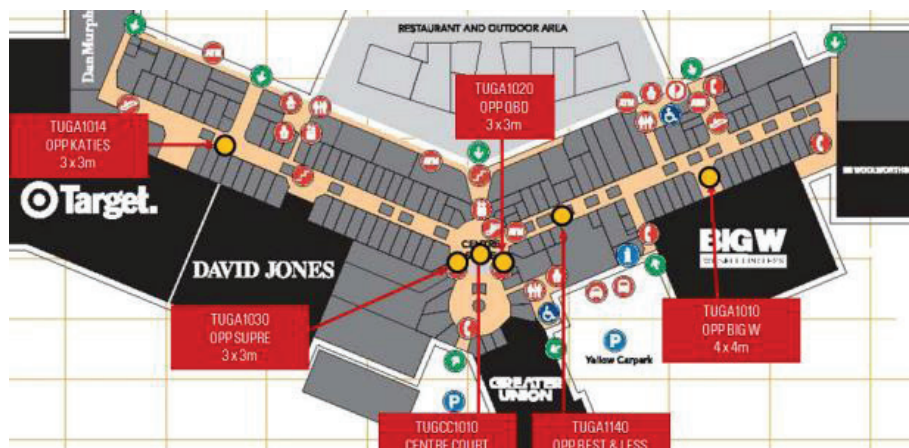 RESTAURANT AND OUTDOOR AREA
Dan Murph
TUGA1020
OPP QBD
3 x 3m
TUGA1014
OPP KATIES
3 x 3m
Target.
DAVID JONES
CENTRE
BIG W
TUGA1030
OPP SUPRE
3 x 3m
TUGA1010
OPP BIG W
4 x 4m
P
Yellow Carpark
P
GREATER
UNION
TUGCC1010
CENTRE COURT
TUGA1140
OPP BEST & LESS